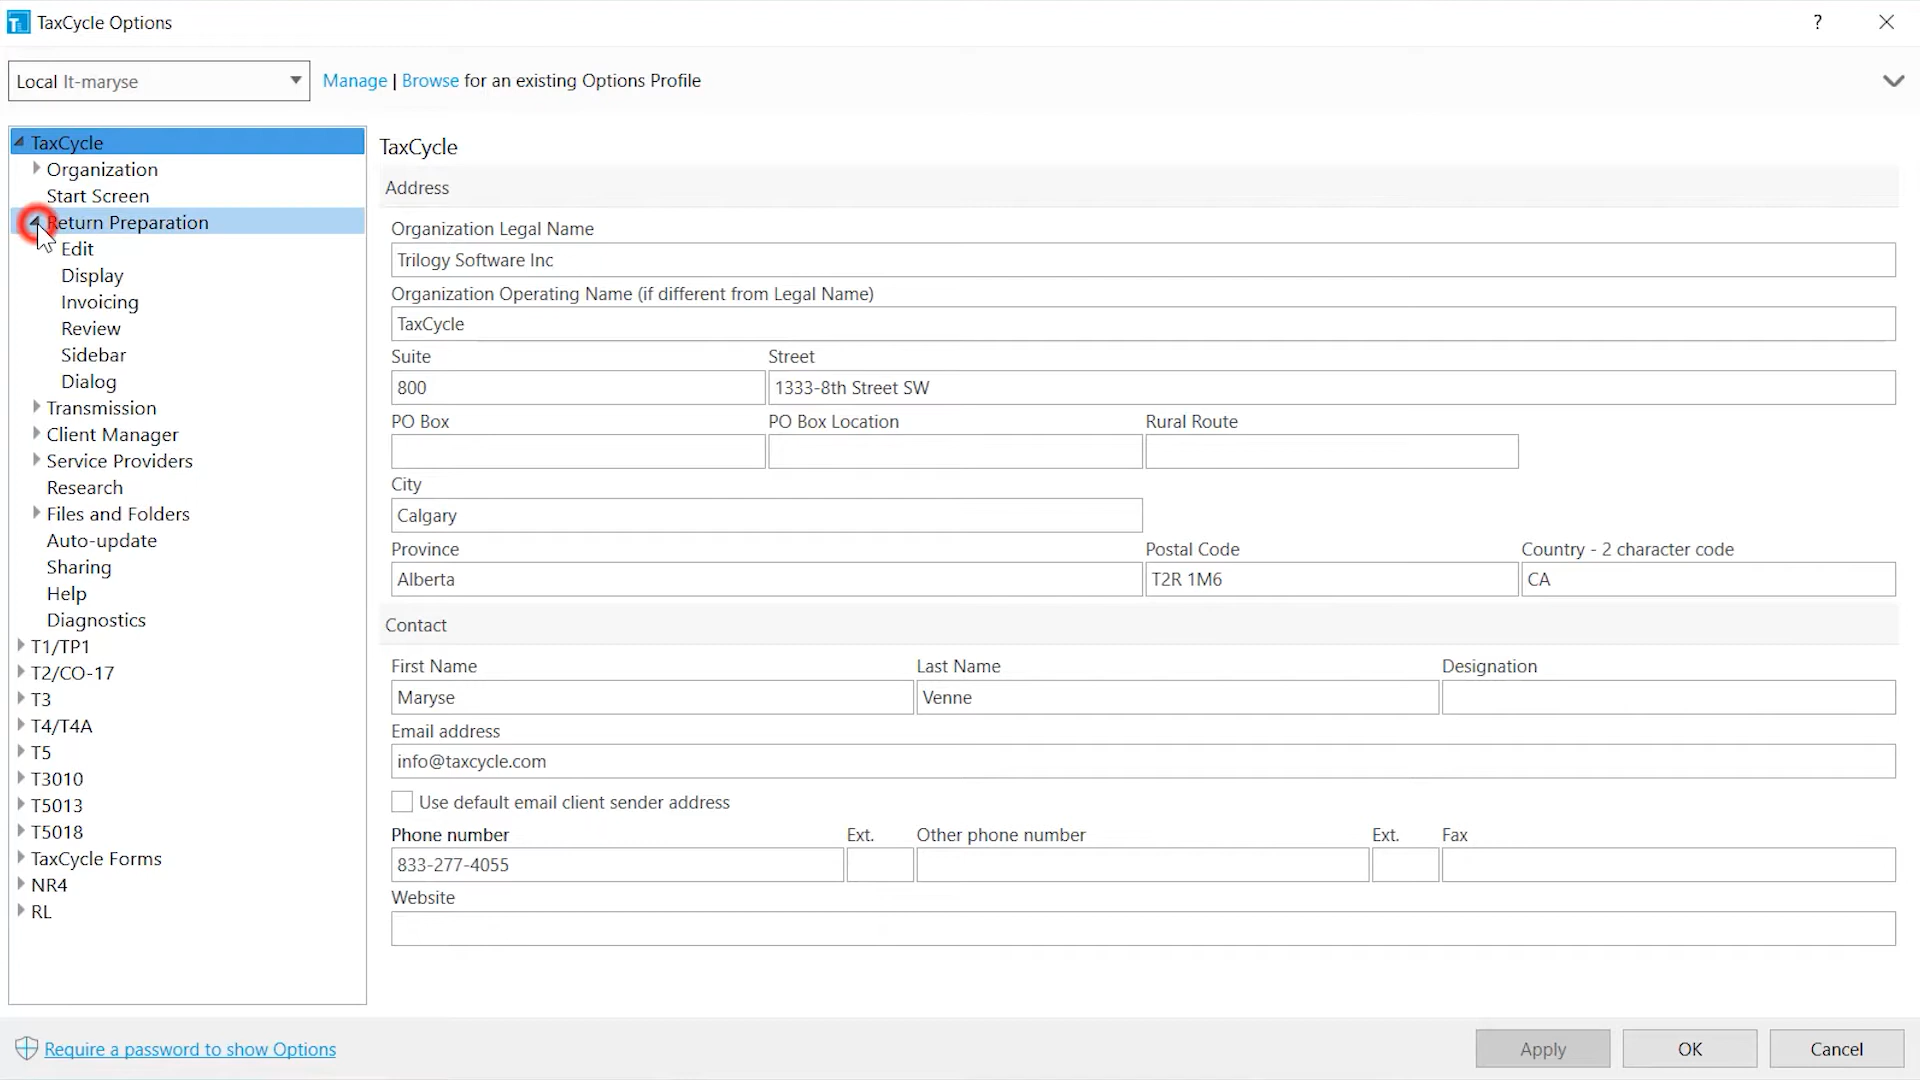 TaxCycle Options
?
Local lt-maryse
Manage | Browse for an existing Options Profile
TaxCycle
Organization
Start Screen
Return Preparation
Edit
Display
Invoicing
Review
Sidebar
Dialog
Transmission
Client Manager
Service Providers
Research
Files and Folders
Auto-update
Sharing
Help
Diagnostics
T1/TP1
T2/CO-17
T3
T4/T4A
T5
T3010
T5013
T5018
TaxCycle Forms
NR4
RL
TaxCycle
Address
Organization Legal Name
Trilogy Software Inc
Organization Operating Name (if different from Legal Name)
TaxCycle
Suite Street
800 1333-8th Street SW
PO Box PO Box Location Rural Route
City
Calgary
Province Postal Code Country - 2 character code
Alberta T2R 1M6 CA
Contact
First Name Last Name Designation
Maryse Venne
Email address
info@taxcycle.com
Use default email client sender address
Phone number Ext. Other phone number Ext. Fax
833-277-4055
Website
Require a password to show Options
Apply OK Cancel